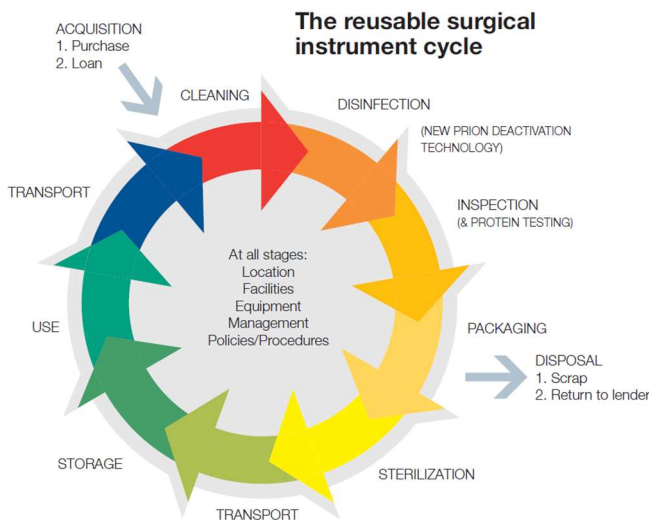 The reusable surgical
instrument cycle
ACQUISITION
1. Purchase
2. Loan
CLEANING
DISINFECTION
(NEW PRION DEACTIVATION
TECHNOLOGY)
INSPECTION
(& PROTEIN TESTING)
PACKAGING
DISPOSAL
1. Scrap
2. Return to lender
STERILIZATION
TRANSPORT
STORAGE
USE
TRANSPORT
At all stages:
Location
Facilities
Equipment
Management
Policies/Procedures